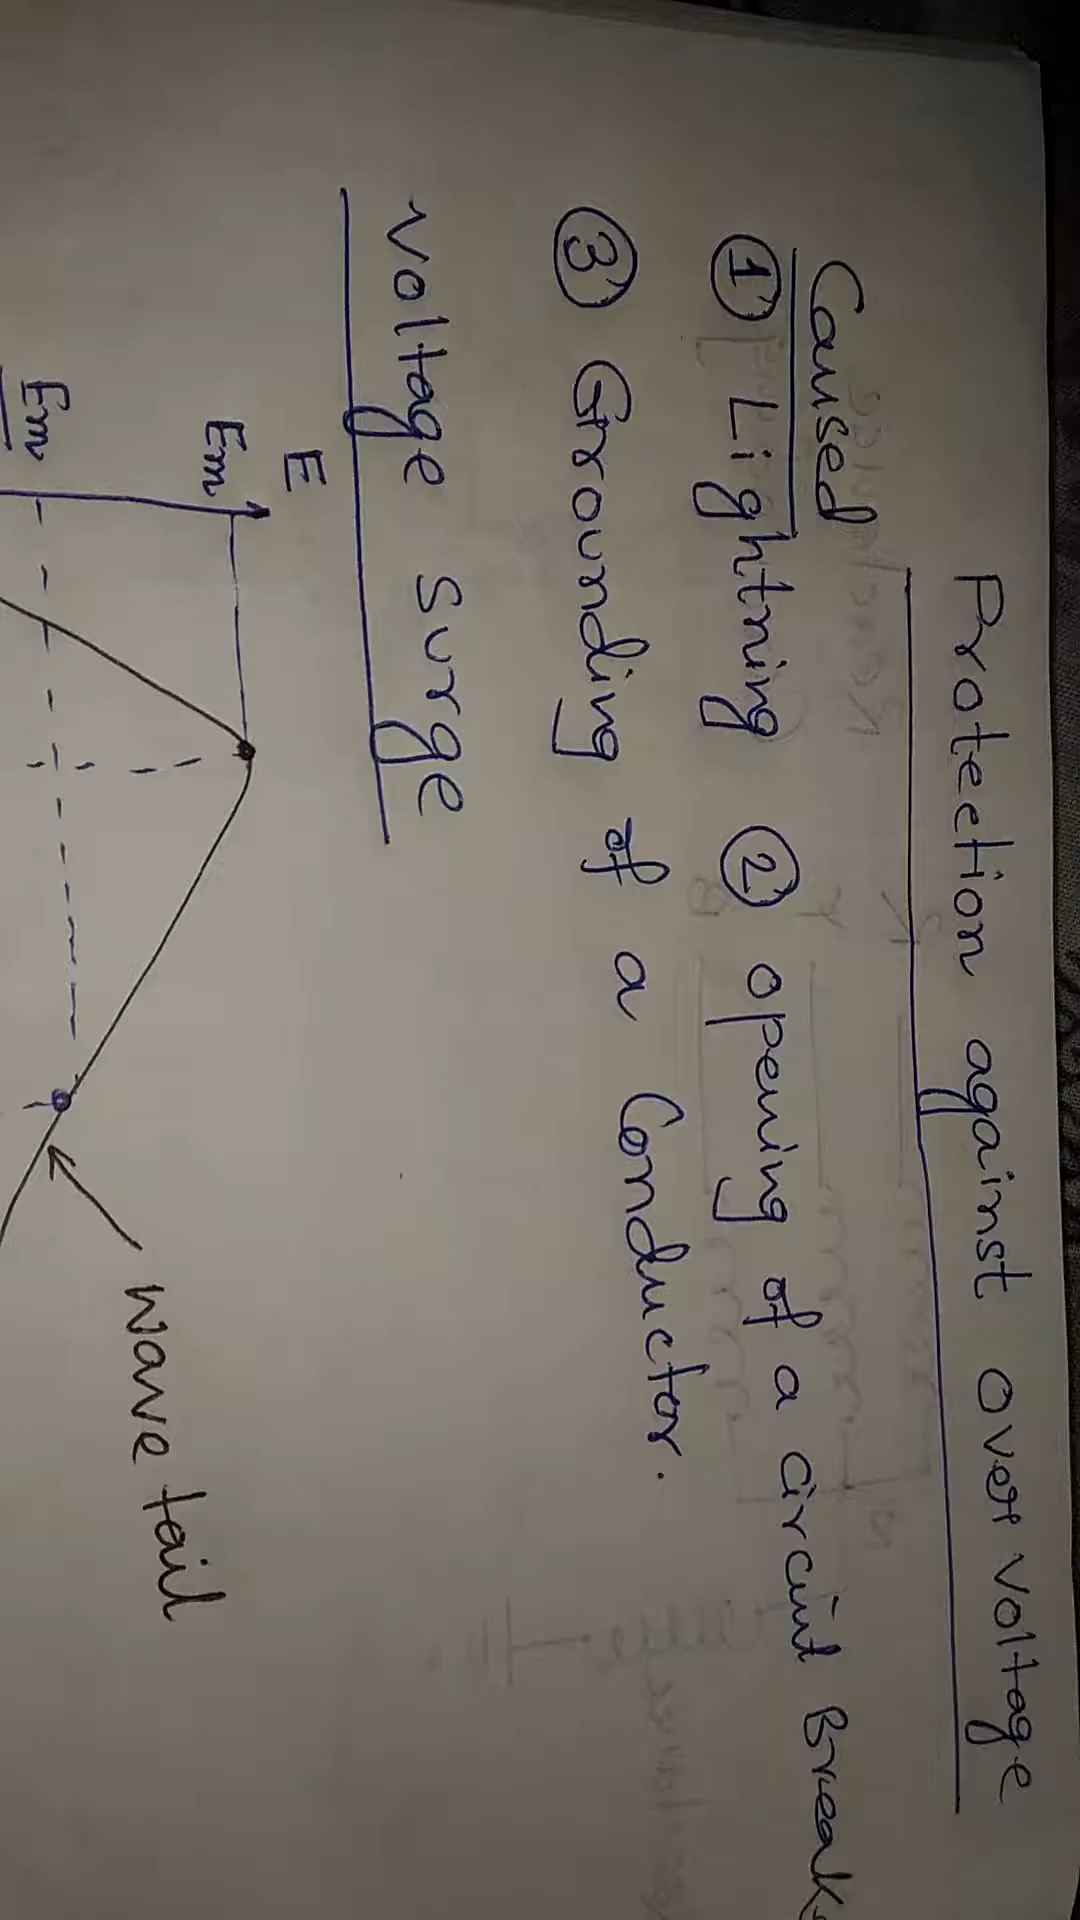 Protection against over voltage
Caused
① Lightning ② opening of a circuit
③ Grounding of a Conductor.
voltage surge
E
Em
Em
wave tail